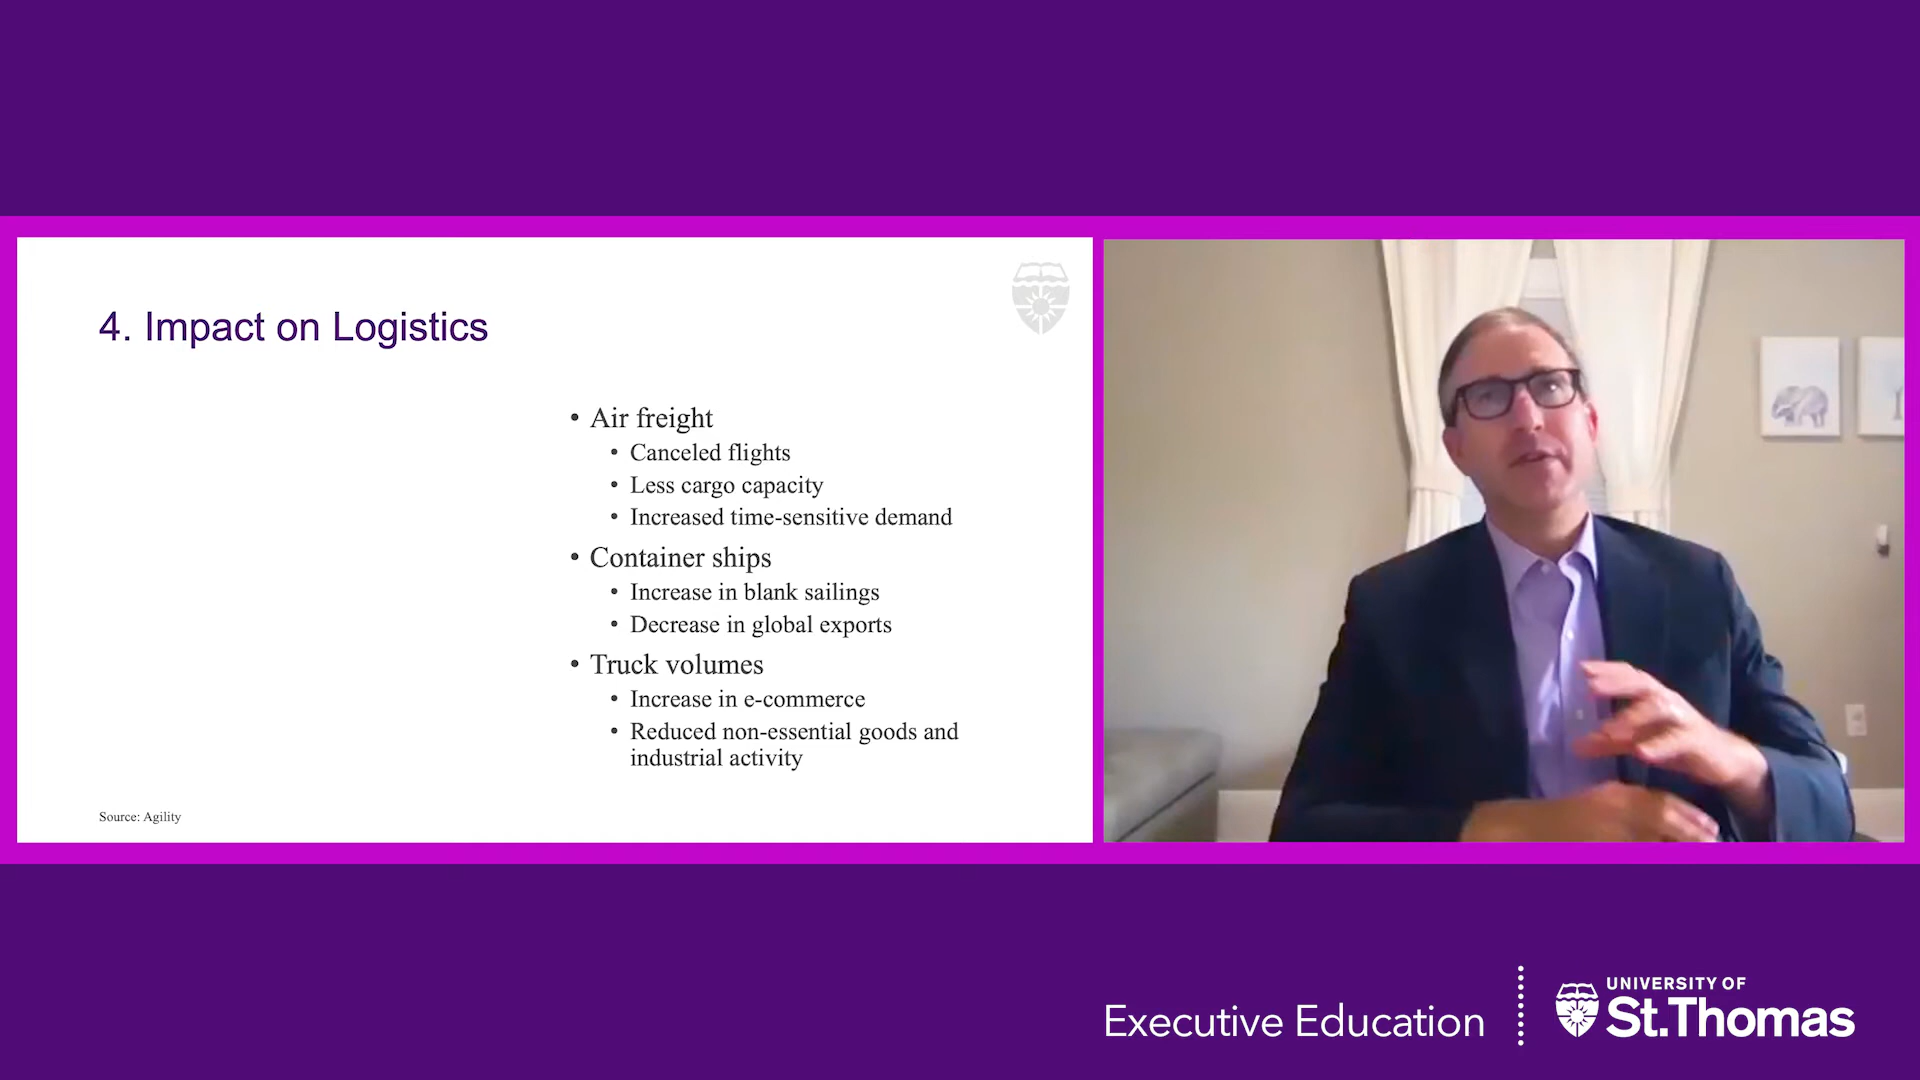 4. Impact on Logistics
• Air freight
• Canceled flights
• Less cargo capacity
• Increased time-sensitive demand
• Container ships
• Increase in blank sailings
• Decrease in global exports
• Truck volumes
• Increase in e-commerce
• Reduced non-essential goods and
industrial activity
Source: Agility
Executive Education
UNIVERSITY OF
St.Thomas